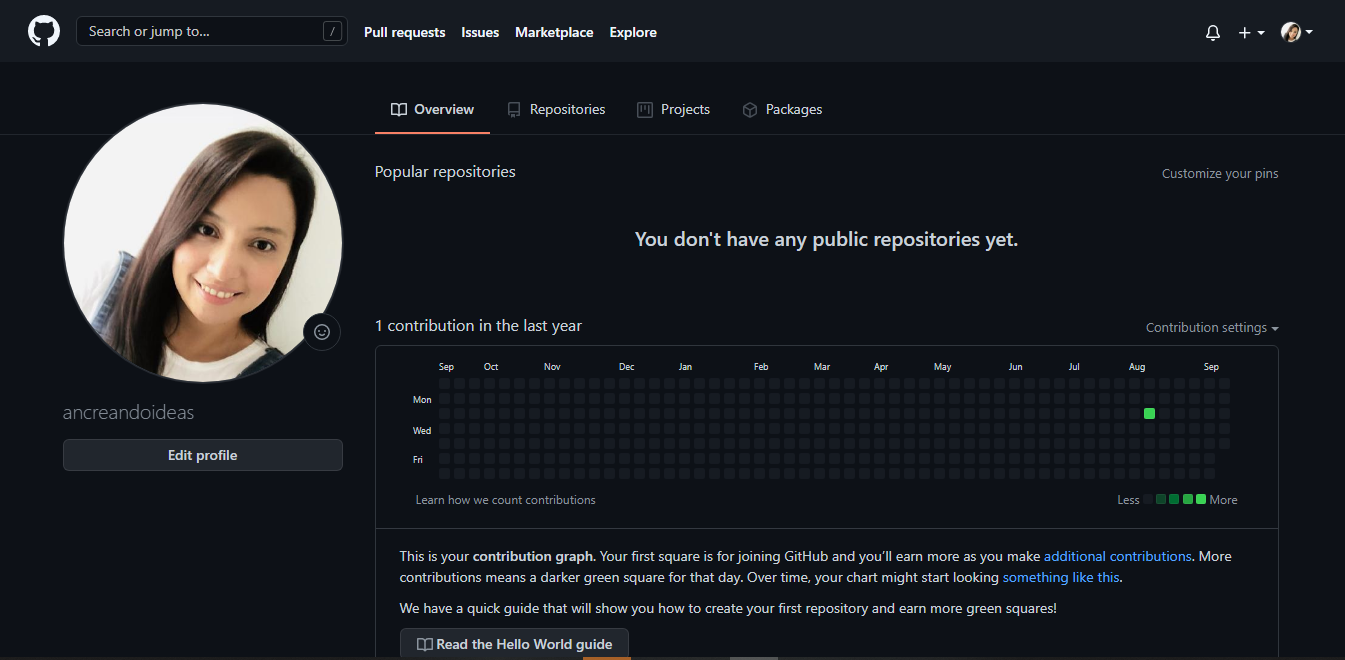 Search or jump to... /
Pull requests Issues Marketplace Explore
Overview Repositories Projects Packages
Popular repositories
Customize your pins
You don't have any public repositories yet.
1 contribution in the last year
Contribution settings
Sep Oct Nov Dec Jan Feb Mar Apr May Jun Jul Aug Sep
Mon
Wed
Fri
Learn how we count contributions
Less More
ancreandoideas
Edit profile
This is your contribution graph. Your first square is for joining GitHub and you’ll earn more as you make additional contributions. More
contributions means a darker green square for that day. Over time, your chart might start looking something like this.
We have a quick guide that will show you how to create your first repository and earn more green squares!
Read the Hello World guide